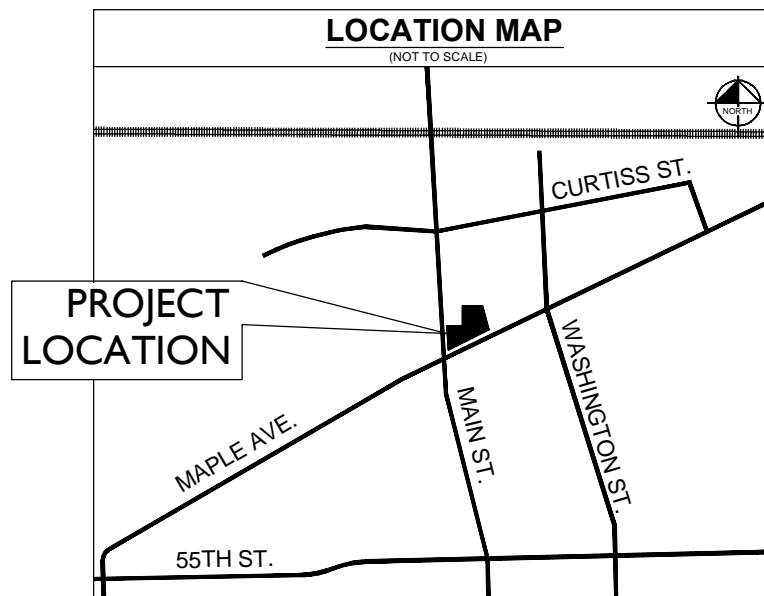 LOCATION MAP
(NOT TO SCALE)
NORTH
CURTISS ST.
PROJECT
LOCATION
WASHINGTON ST.
MAIN ST.
MAPLE AVE.
55TH ST.